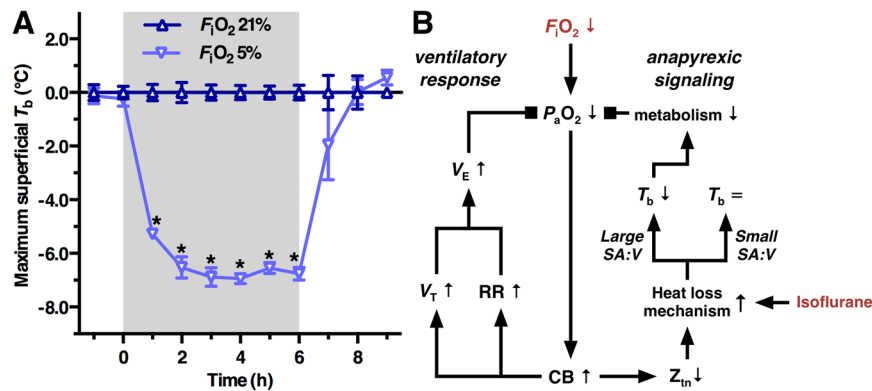 A
FiO2 21%
FiO2 5%
Maximum superficial Tb (°C)
2.0
0.0
-2.0
-4.0
-6.0
-8.0
*
*
*
*
*
*
0
2
4
6
8
Time (h)
B
FiO2 ↓
ventilatory
response
anapyrexic
signaling
PaO2 ↓
metabolism ↓
VE ↑
Tb ↓
Tb =
Large
SA:V
Small
SA:V
VT ↑
RR ↑
Heat loss
mechanism ↑
Isoflurane
CB ↑
Ztn ↓